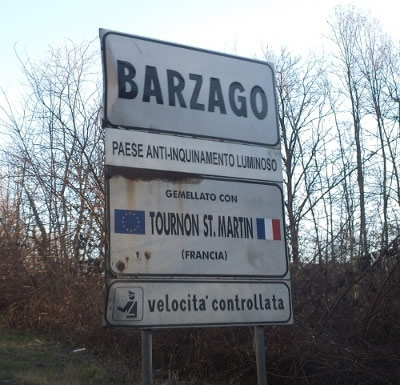 BARZAGO
PAESE ANTI-INQUINAMENTO LUMINOSO
GEMELLATO CON
TOURNON ST. MARTIN
(FRANCIA)
velocita' controllata